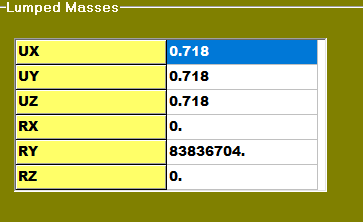 Lumped Masses
UX 0.718
UY 0.718
UZ 0.718
RX 0.
RY 83836704.
RZ 0.